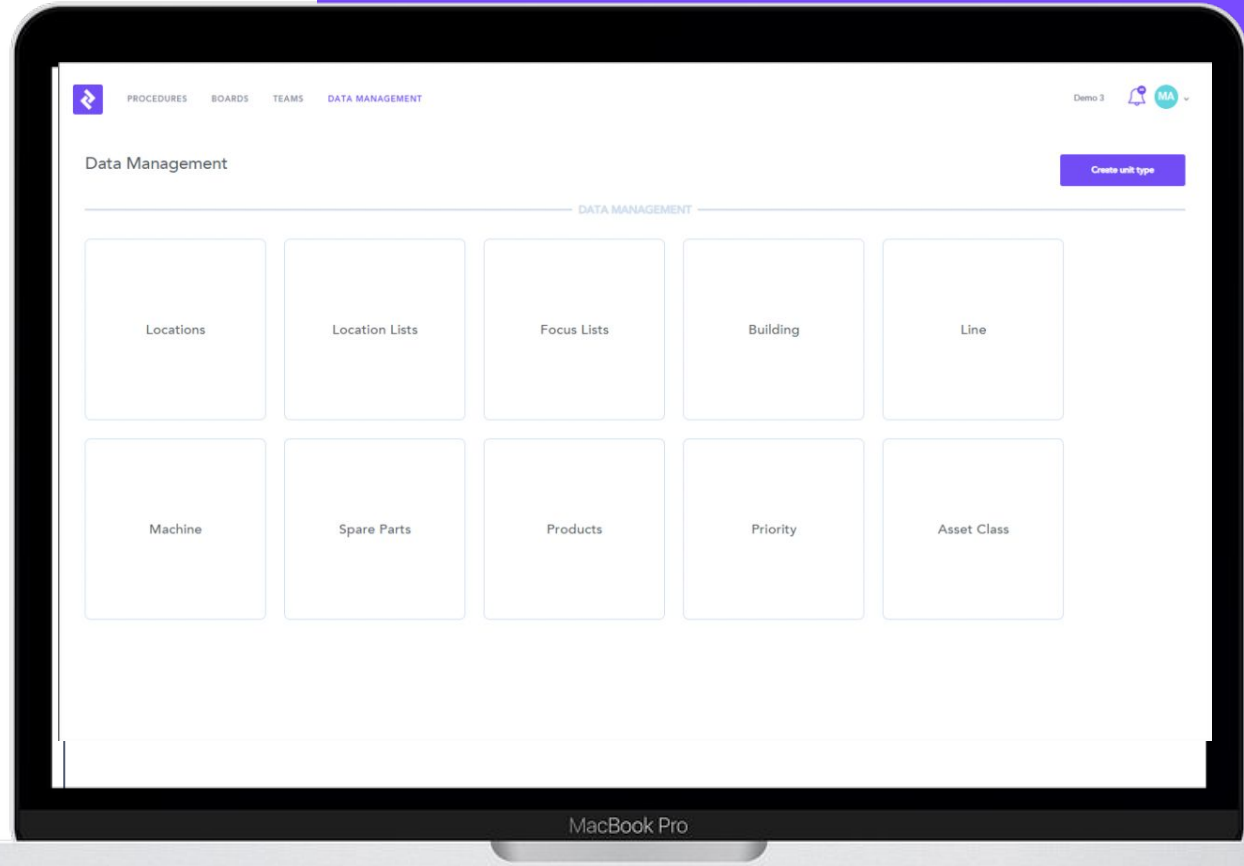 PROCEDURES BOARDS TEAMS DATA MANAGEMENT Demo 3 MA
Data Management Create unit type
DATA MANAGEMENT
Locations Location Lists Focus Lists Building Line
Machine Spare Parts Products Priority Asset Class
MacBook Pro